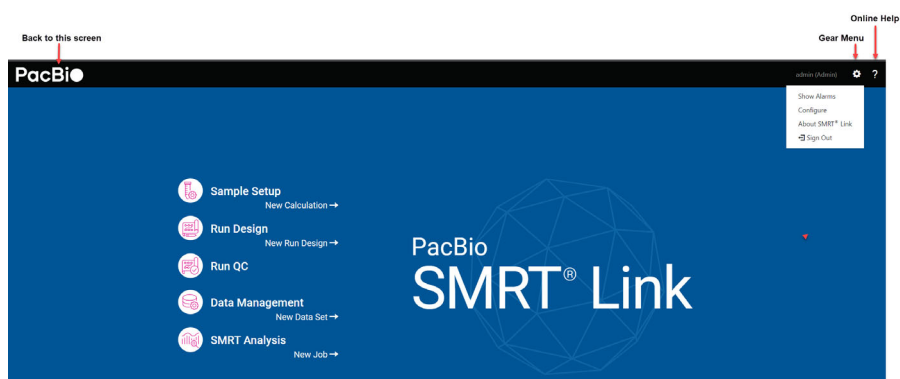 Online Help
Back to this screen
Gear Menu
PacBio
admin (Admin)
?
Show Alarms
Configure
About SMRT® Link
Sign Out
Sample Setup
New Calculation →
Run Design
New Run Design →
Run QC
Data Management
New Data Set →
SMRT Analysis
New Job →
PacBio
SMRT® Link